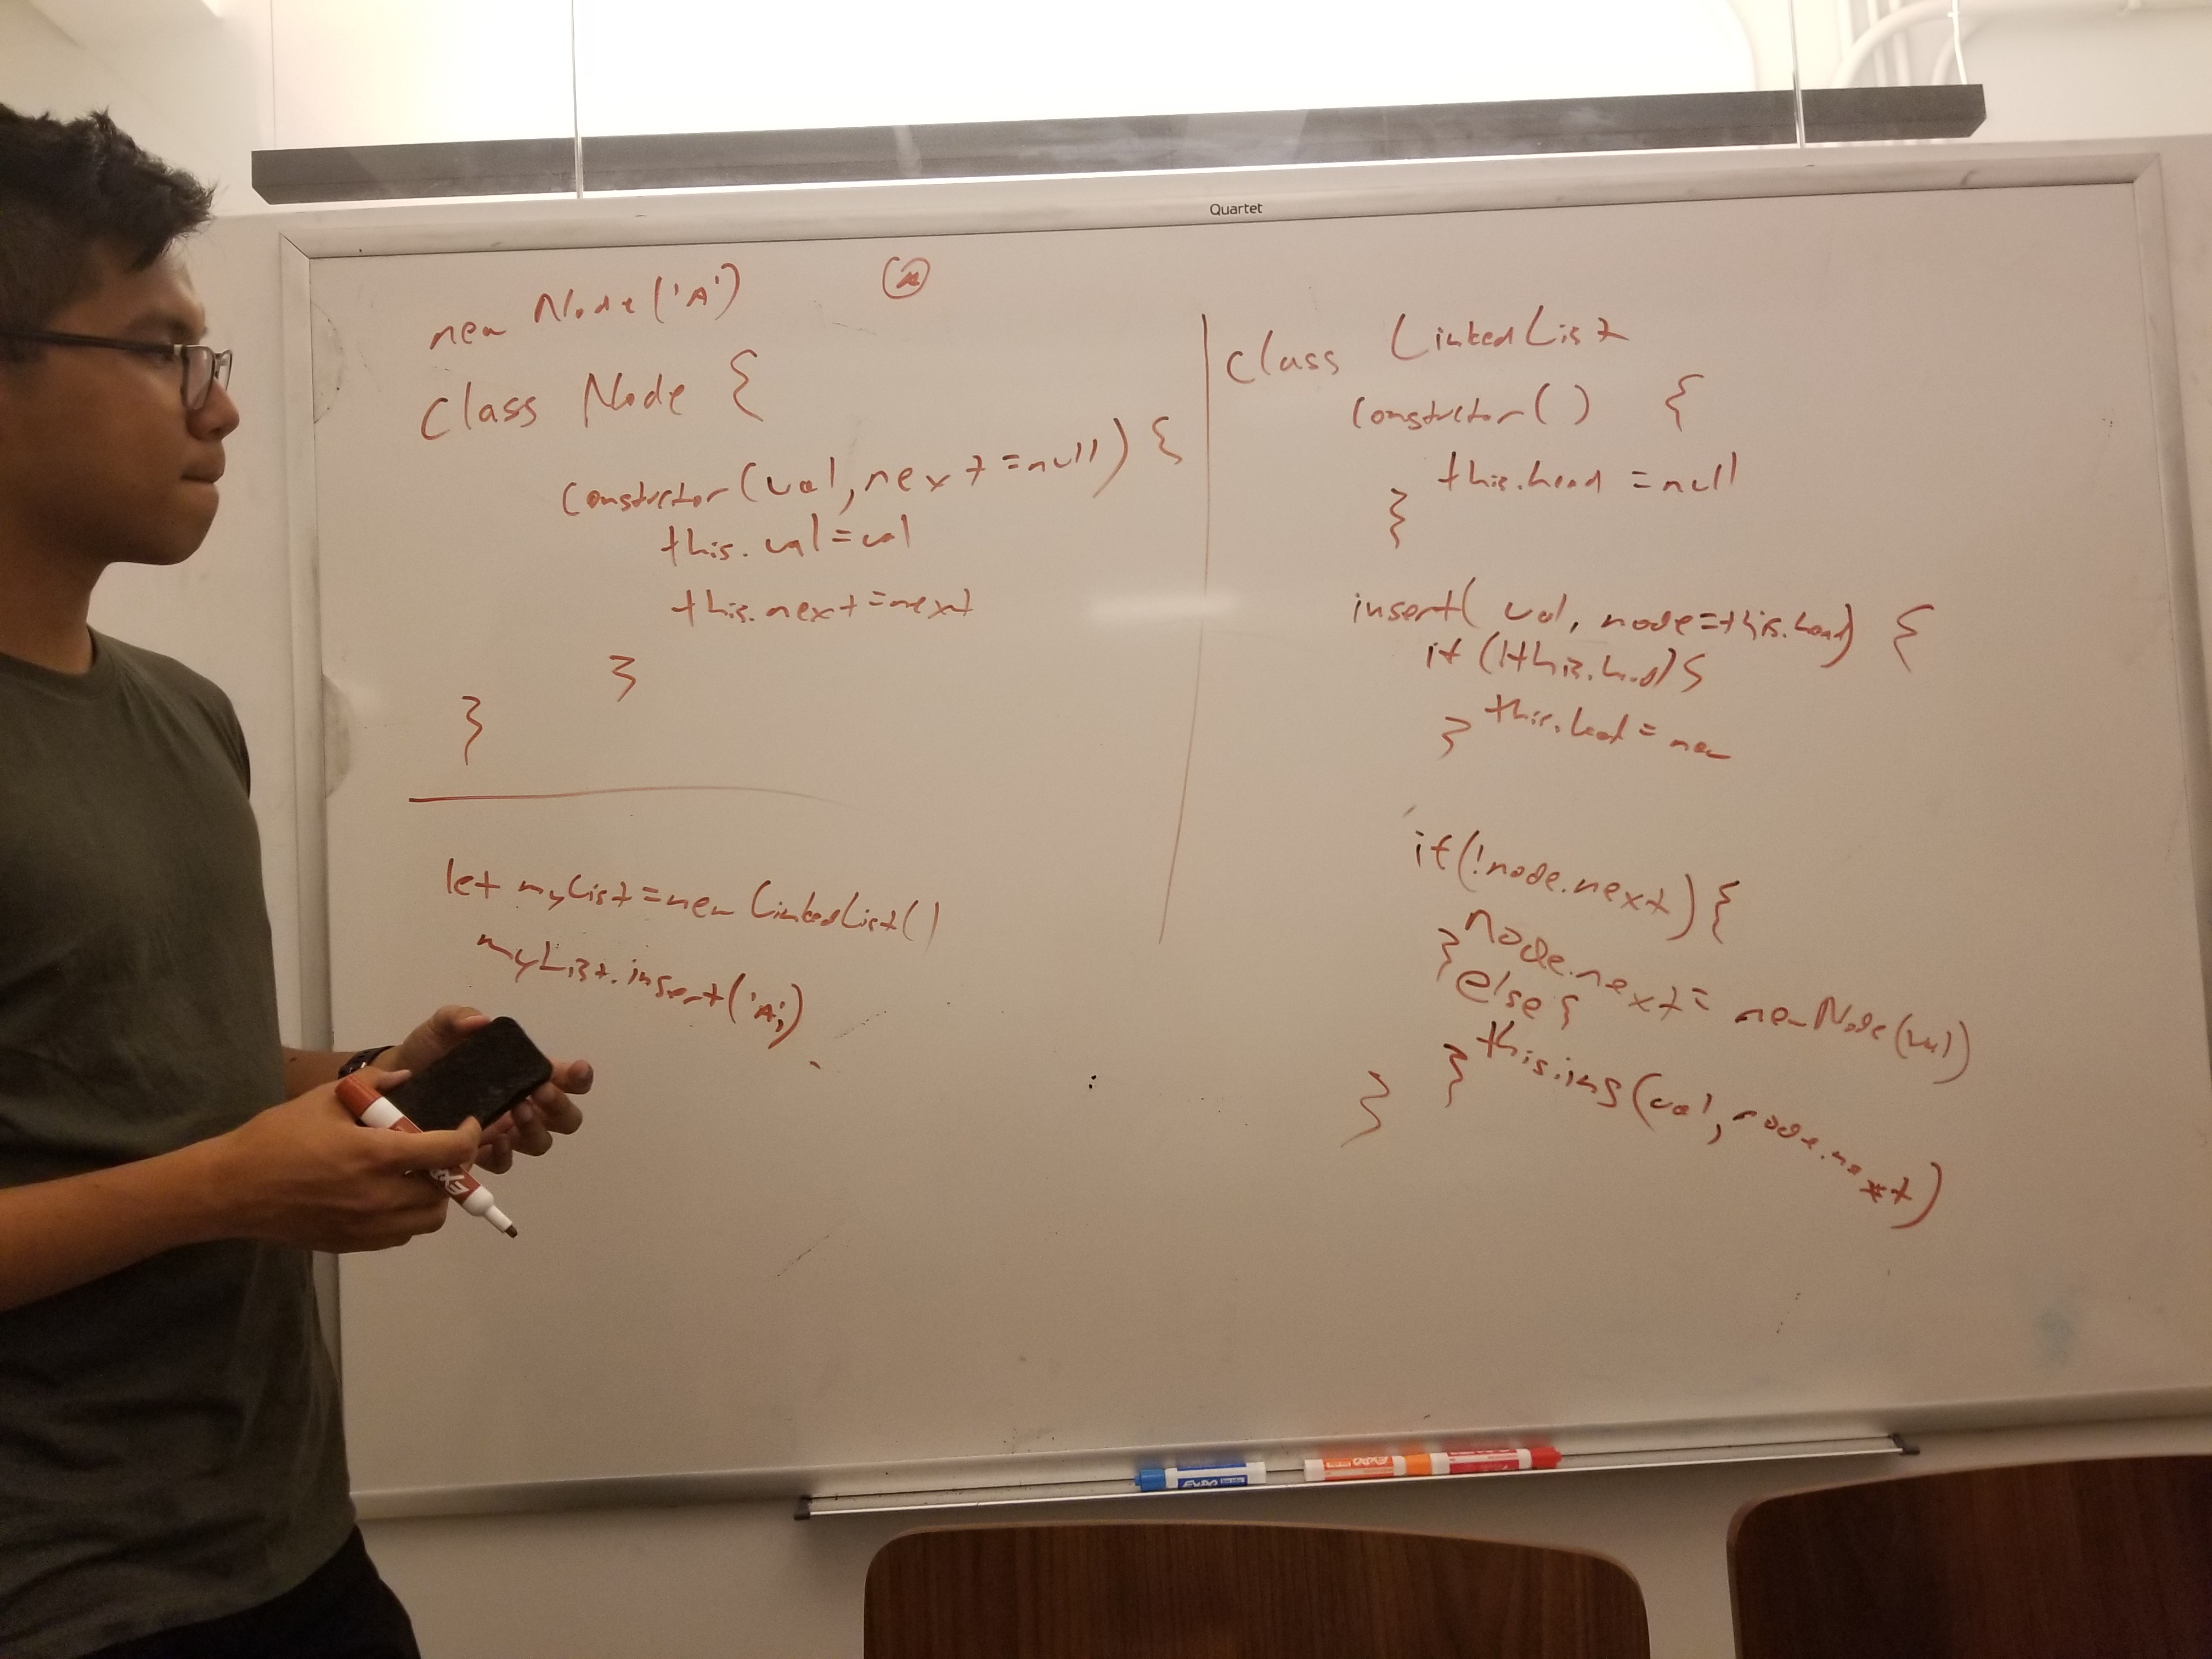 Quartet
new Node('A')
A
class Node {
constructor(val, next=null) {
this.val=val
this.next=next
}
}
let myList=new LinkedList()
myList.insert('A')
class LinkedList
constructor() {
this.head=null
}
insert(val, node=this.head) {
if(!this.head){
this.head=new
}
if(!node.next){
node.next=new Node(val)
}else{
this.ins(val, node.next)
}
}
EXPO
EXPO
EXPO